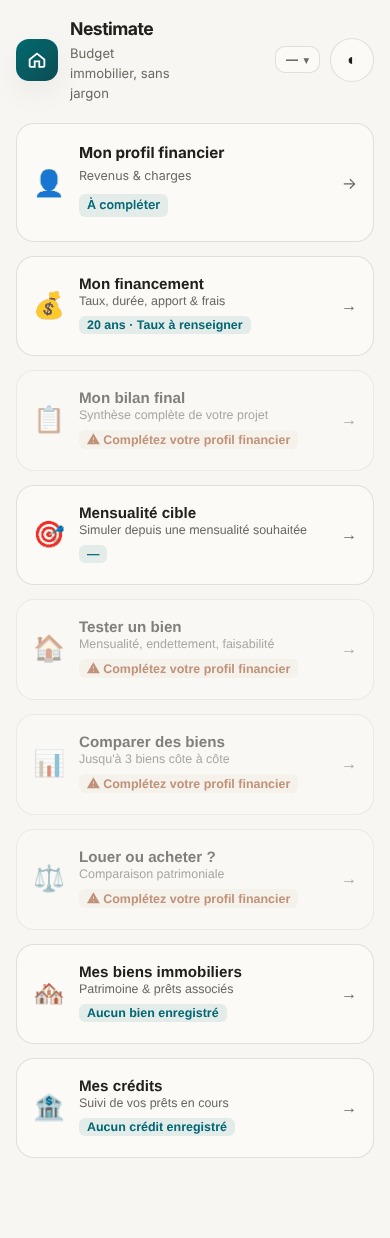 Nestimate
Budget
immobilier, sans
jargon
— ▾
Mon profil financier
Revenus & charges
À compléter
→
Mon financement
Taux, durée, apport & frais
20 ans · Taux à renseigner
→
Mon bilan final
Synthèse complète de votre projet
⚠ Complétez votre profil financier
→
Mensualité cible
Simuler depuis une mensualité souhaitée
—
→
Tester un bien
Mensualité, endettement, faisabilité
⚠ Complétez votre profil financier
→
Comparer des biens
Jusqu'à 3 biens côte à côte
⚠ Complétez votre profil financier
→
Louer ou acheter ?
Comparaison patrimoniale
⚠ Complétez votre profil financier
→
Mes biens immobiliers
Patrimoine & prêts associés
Aucun bien enregistré
→
Mes crédits
Suivi de vos prêts en cours
Aucun crédit enregistré
→